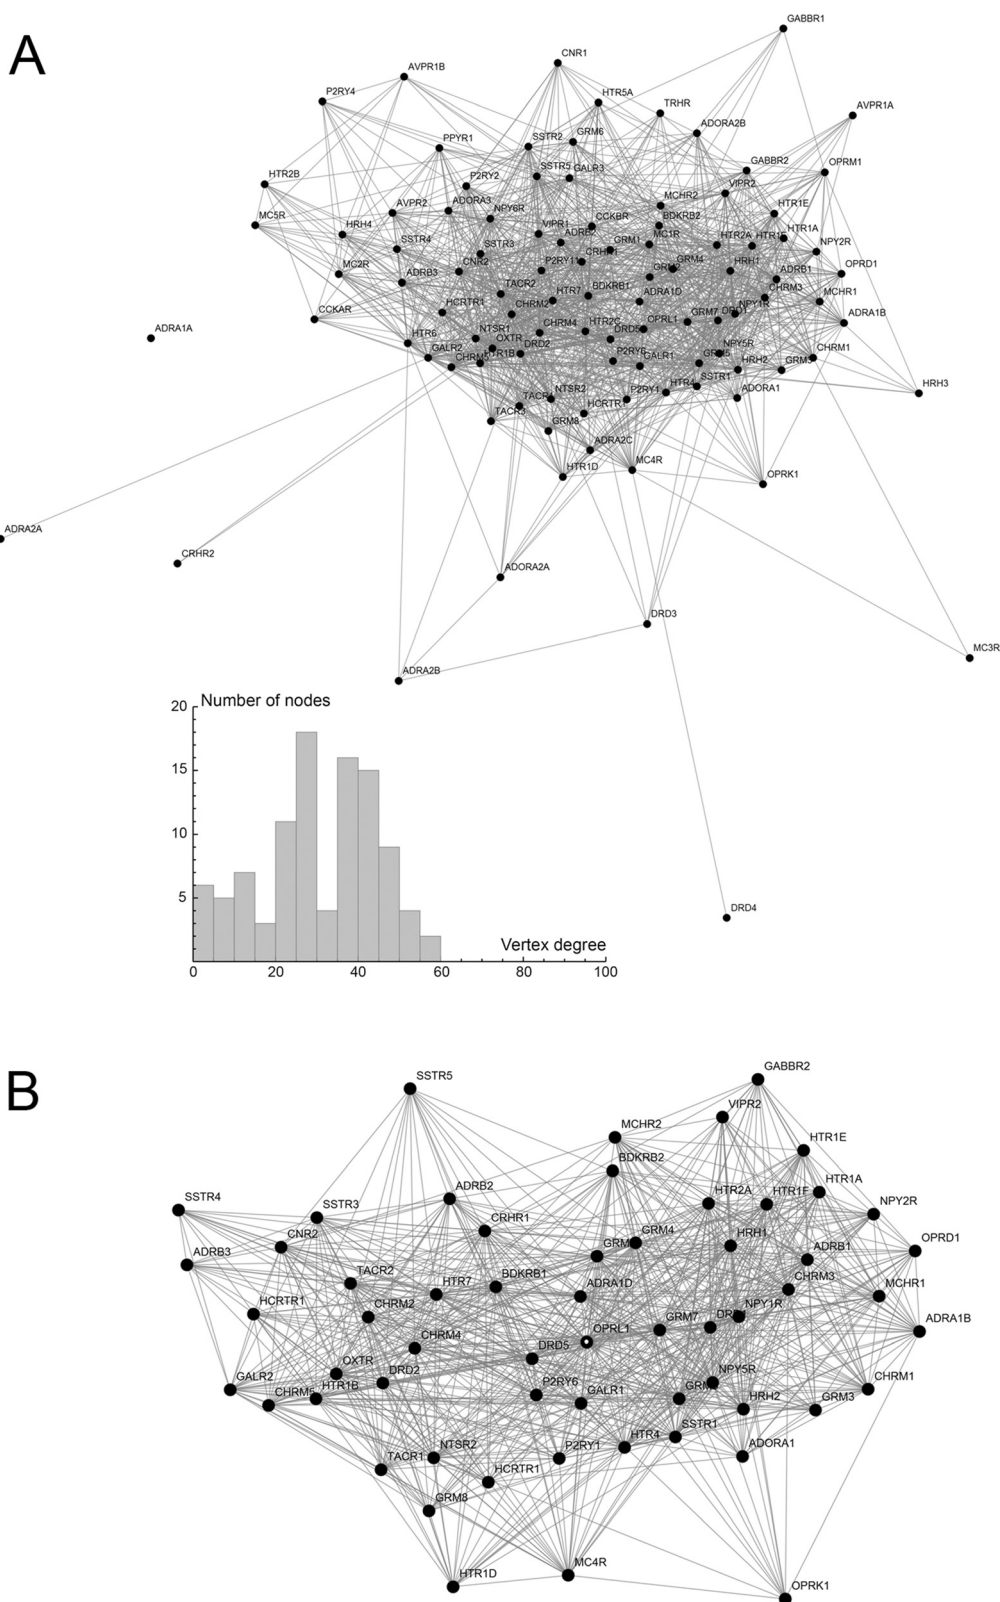 A
GABBR1
CNR1
AVPR1B
P2RY4
HTR5A
TRHR
AVPR1A
ADORA2B
PPYR1
SSTR2
GRM6
GABBR2
OPRM1
SSTR5
GALR3
HTR2B
P2RY2
VIPR2
ADORA3
AVPR2
NPY6R
MCHR2
HTR1E
MC5R
HRH4
VIPR1
CCKBR
BDKRB2
HTR1A
SSTR4
SSTR3
GRM1
MC1R
HTR2A
NPY2R
CNR2
P2RY11
GRM4
HRH1
OPRD1
MC2R
ADRB3
ADRB1
TACR2
HTR7
BDKRB1
ADRA1D
CHRM3
MCHR1
CCKAR
HCRTR1
CHRM2
NPY1R
ADRA1B
ADRA1A
HTR6
NTSR1
CHRM4
HTR2C
OPRL1
GRM7
GALR2
OXTR
DRD2
DRD5
NPY5R
CHRM1
P2RY6
GALR1
HRH2
TACR3
NTSR2
HCRTR1
P2RY1
HTR4
SSTR1
ADORA1
HRH3
GRM8
ADRA2C
HTR1D
MC4R
OPRK1
ADRA2A
CRHR2
ADORA2A
DRD3
MC3R
ADRA2B
DRD4
Number of nodes
20
15
10
5
Vertex degree
0 20 40 60 80 100
B
SSTR5
GABBR2
VIPR2
MCHR2
HTR1E
BDKRB2
ADRB2
HTR1A
SSTR4
SSTR3
HTR2A
HTR1F
NPY2R
CRHR1
CNR2
GRM4
HRH1
OPRD1
ADRB3
ADRB1
TACR2
HTR7
BDKRB1
ADRA1D
CHRM3
MCHR1
HCRTR1
CHRM2
NPY1R
ADRA1B
CHRM4
OPRL1
GRM7
DRD5
OXTR
DRD2
NPY5R
CHRM1
GALR2
CHRM5
HTR1B
P2RY6
GALR1
HRH2
GRM3
SSTR1
TACR1
NTSR2
P2RY1
HTR4
ADORA1
HCRTR1
GRM8
HTR1D
MC4R
OPRK1